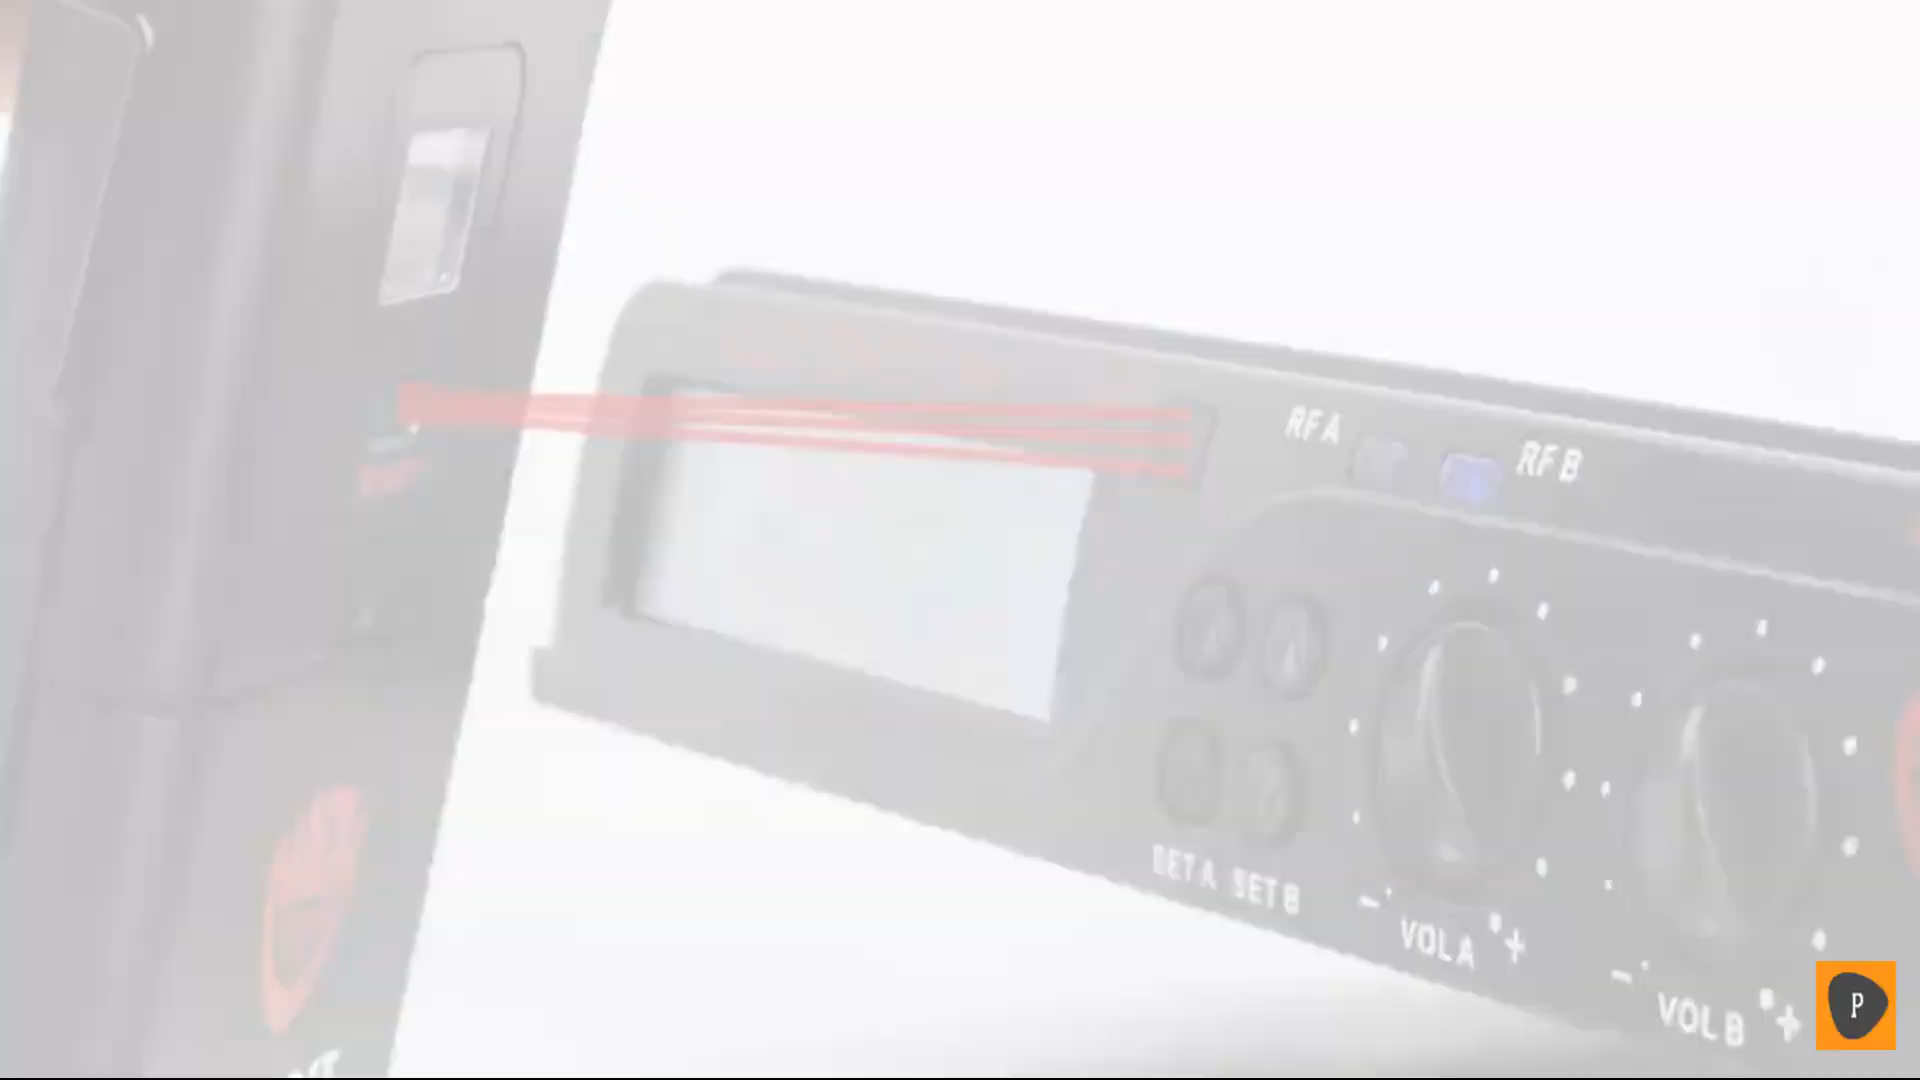 RF A
RF B
SET A SET B
- VOL A +
- VOL B +
P